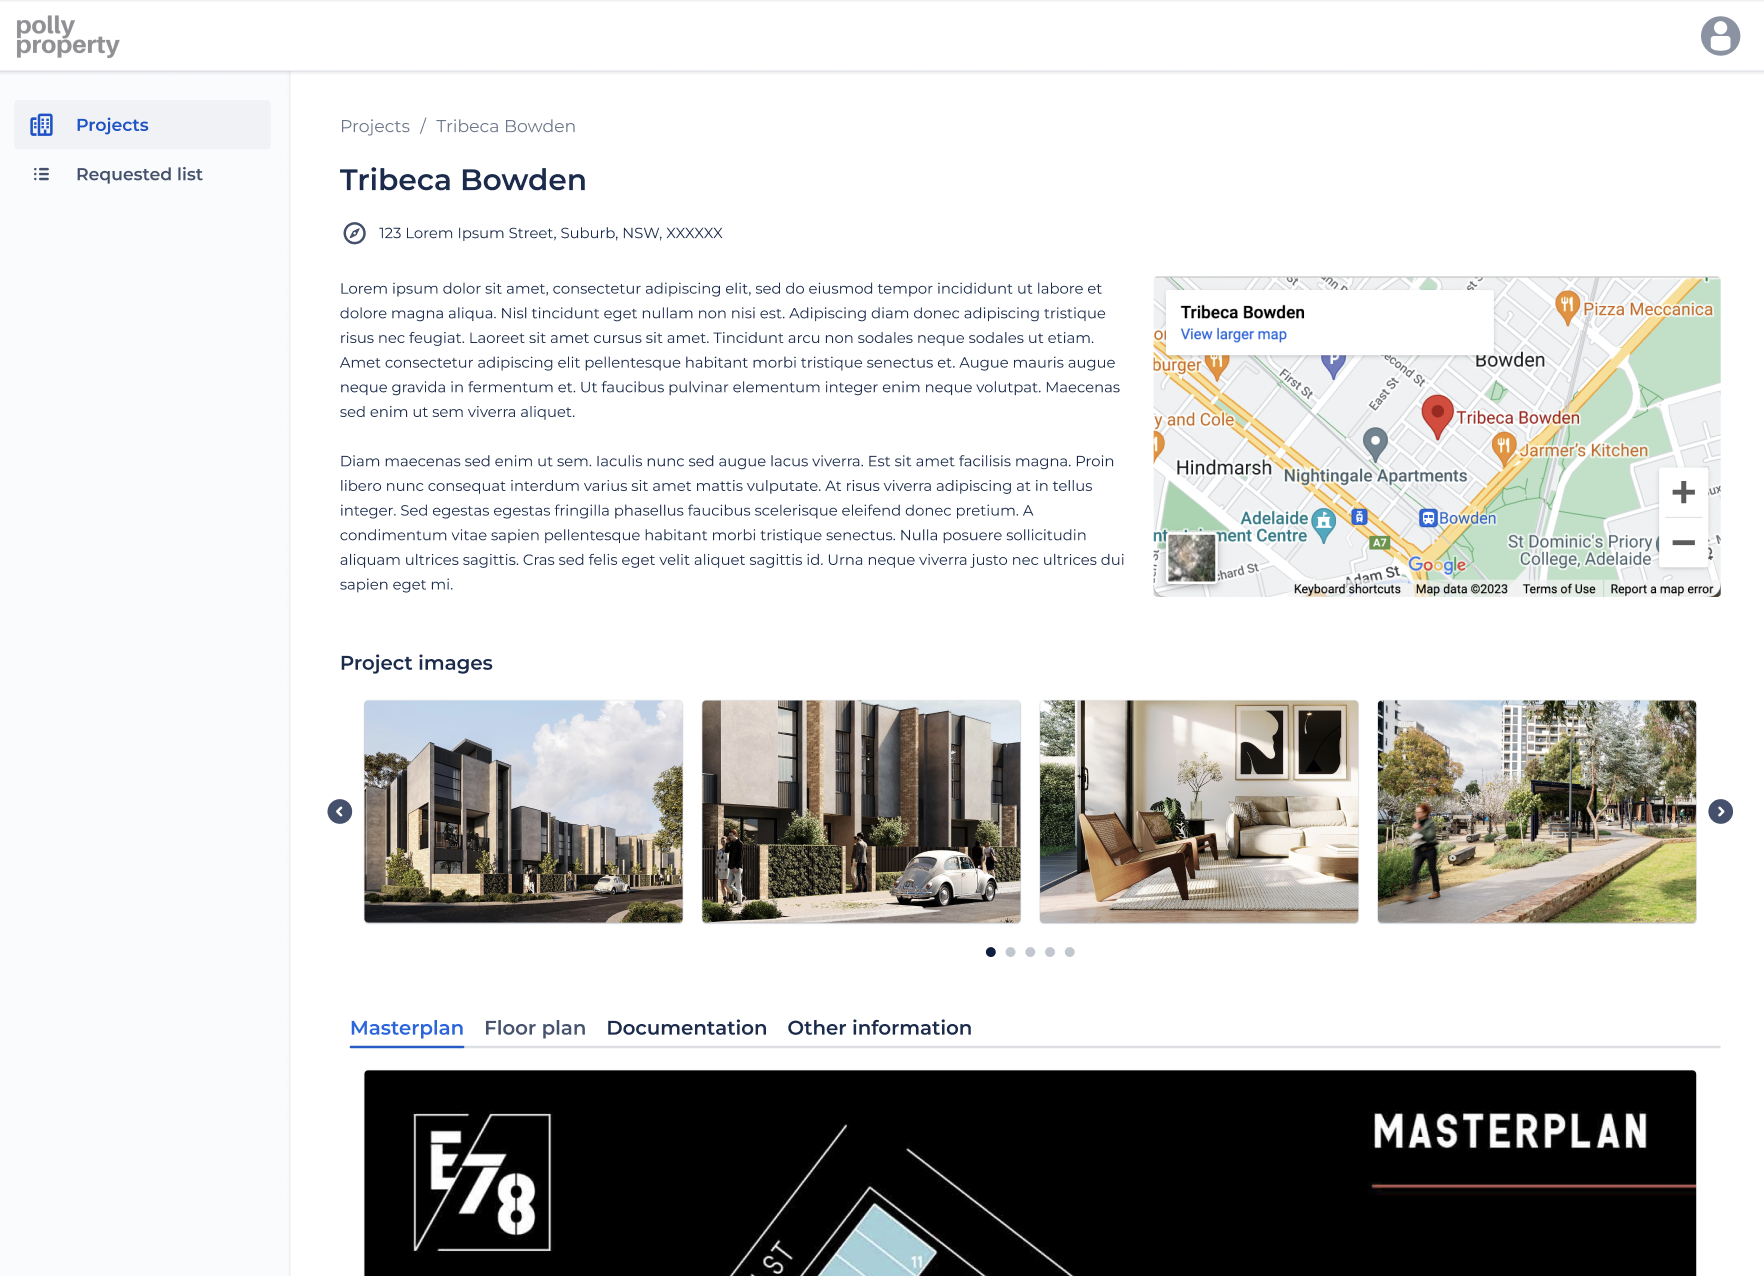 polly
property
Projects
Requested list
Projects / Tribeca Bowden
Tribeca Bowden
123 Lorem Ipsum Street, Suburb, NSW, XXXXXX
Lorem ipsum dolor sit amet, consectetur adipiscing elit, sed do eiusmod tempor incididunt ut labore et
dolore magna aliqua. Nisl tincidunt eget nullam non nisi est. Adipiscing diam donec adipiscing tristique
risus nec feugiat. Laoreet sit amet cursus sit amet. Tincidunt arcu non sodales neque sodales ut etiam.
Amet consectetur adipiscing elit pellentesque habitant morbi tristique senectus et. Augue mauris augue
neque gravida in fermentum et. Ut faucibus pulvinar elementum integer enim neque volutpat. Maecenas
sed enim ut sem viverra aliquet.
Diam maecenas sed enim ut sem. Iaculis nunc sed augue lacus viverra. Est sit amet facilisis magna. Proin
libero nunc consequat interdum varius sit amet mattis vulputate. At risus viverra adipiscing at in tellus
integer. Sed egestas egestas fringilla phasellus faucibus scelerisque eleifend donec pretium. A
condimentum vitae sapien pellentesque habitant morbi tristique senectus. Nulla posuere sollicitudin
aliquam ultrices sagittis. Cras sed felis eget velit aliquet sagittis id. Urna neque viverra justo nec ultrices dui
sapien eget mi.
Tribeca Bowden
View larger map
Pizza Meccanica
Bowden
burger
P
First St
econd St
East St
Tribeca Bowden
y and Cole
Jarmer's Kitchen
Hindmarsh
Nightingale Apartments
Adelaide
ment Centre
Bowden
A7
St Dominic's Priory
College, Adelaide
chard St
Adam St
Google
Keyboard shortcuts
Map data ©2023
Terms of Use
Report a map error
Project images
Masterplan
Floor plan
Documentation
Other information
E78
MASTERPLAN
ST
11